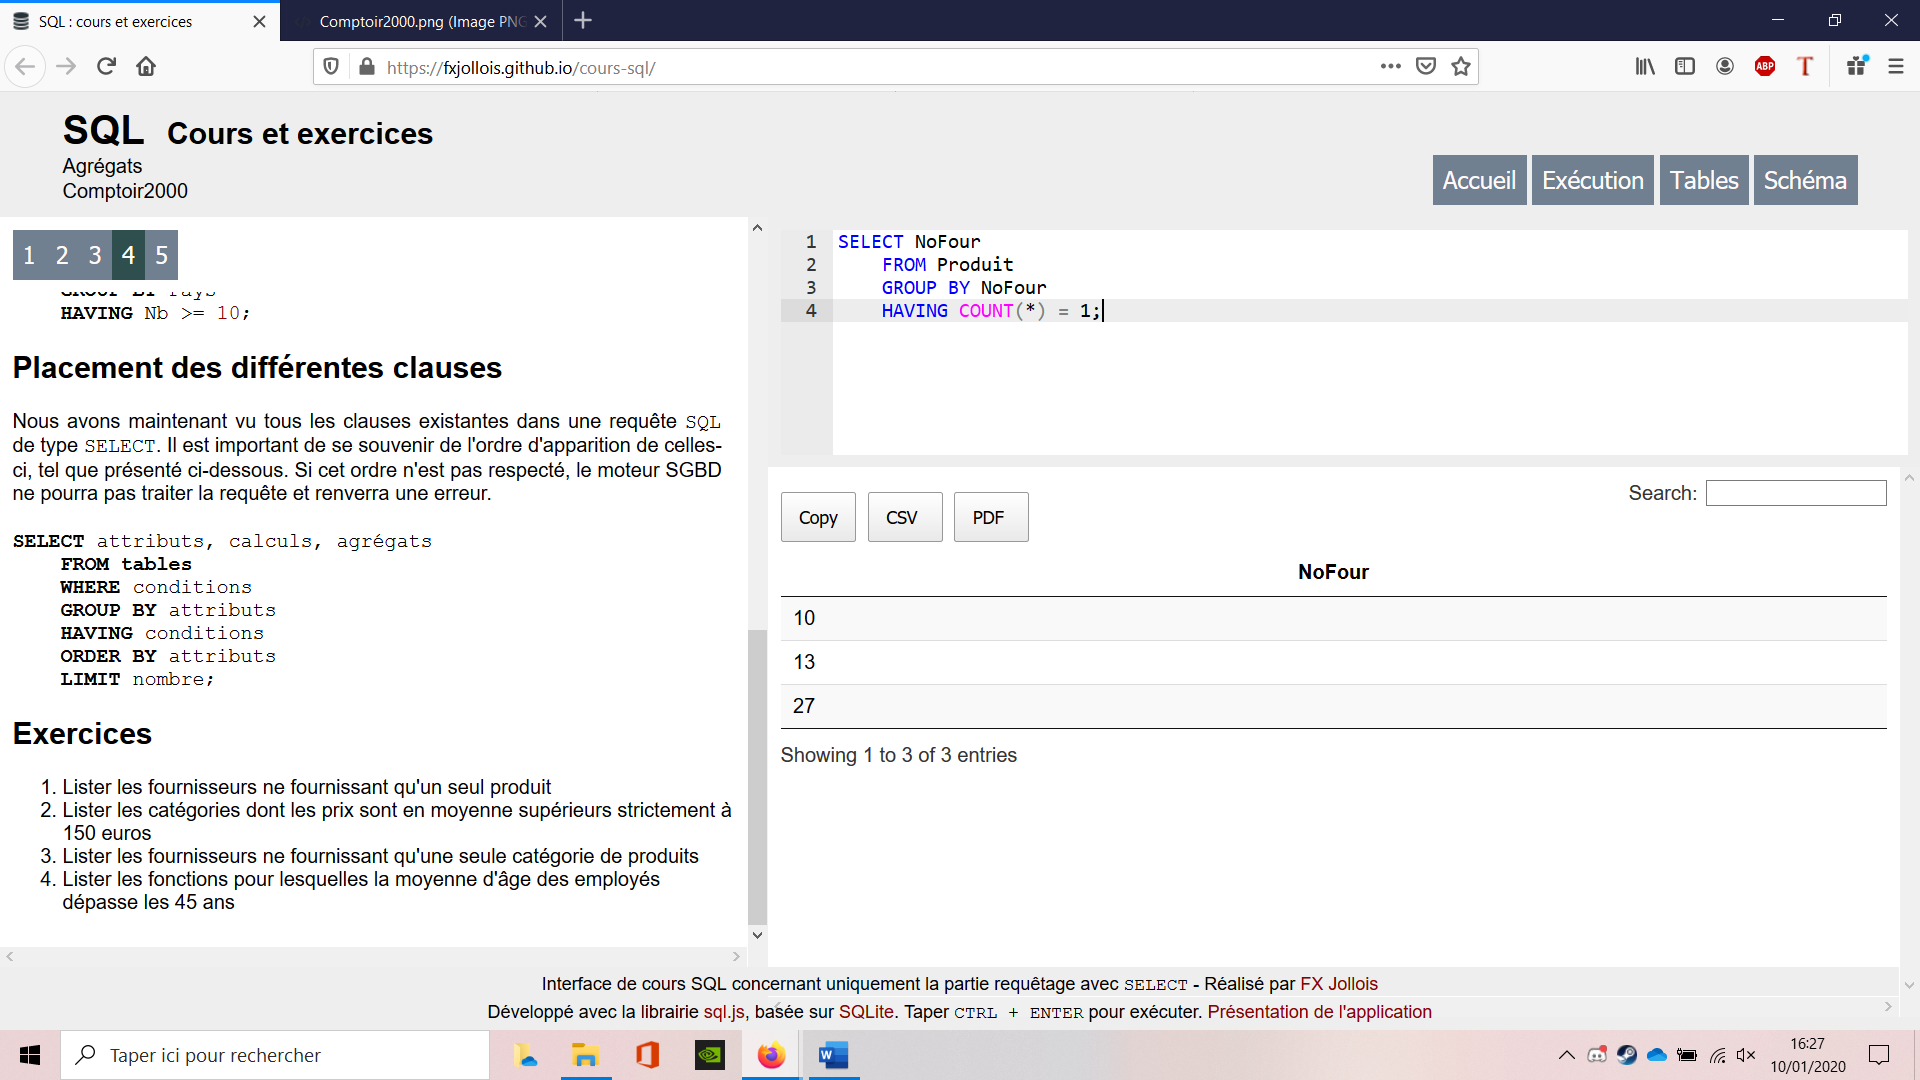 SQL : cours et exercices
Comptoir2000.png (Image PNG
https://fxjollois.github.io/cours-sql/
ABP
T
SQL Cours et exercices
Agrégats
Comptoir2000
Accueil Exécution Tables Schéma
1 2 3 4 5
GROUP BY Pays
HAVING Nb >= 10;
Placement des différentes clauses
Nous avons maintenant vu tous les clauses existantes dans une requête SQL
de type SELECT. Il est important de se souvenir de l'ordre d'apparition de celles-
ci, tel que présenté ci-dessous. Si cet ordre n'est pas respecté, le moteur SGBD
ne pourra pas traiter la requête et renverra une erreur.
SELECT attributs, calculs, agrégats
FROM tables
WHERE conditions
GROUP BY attributs
HAVING conditions
ORDER BY attributs
LIMIT nombre;
Exercices
1. Lister les fournisseurs ne fournissant qu'un seul produit
2. Lister les catégories dont les prix sont en moyenne supérieurs strictement à
150 euros
3. Lister les fournisseurs ne fournissant qu'une seule catégorie de produits
4. Lister les fonctions pour lesquelles la moyenne d'âge des employés
dépasse les 45 ans
1 SELECT NoFour
2 FROM Produit
3 GROUP BY NoFour
4 HAVING COUNT(*) = 1;
Copy CSV PDF
Search:
NoFour
10
13
27
Showing 1 to 3 of 3 entries
Interface de cours SQL concernant uniquement la partie requêtage avec SELECT - Réalisé par FX Jollois
Développé avec la librairie sql.js, basée sur SQLite. Taper CTRL + ENTER pour exécuter. Présentation de l'application
Taper ici pour rechercher
16:27
10/01/2020